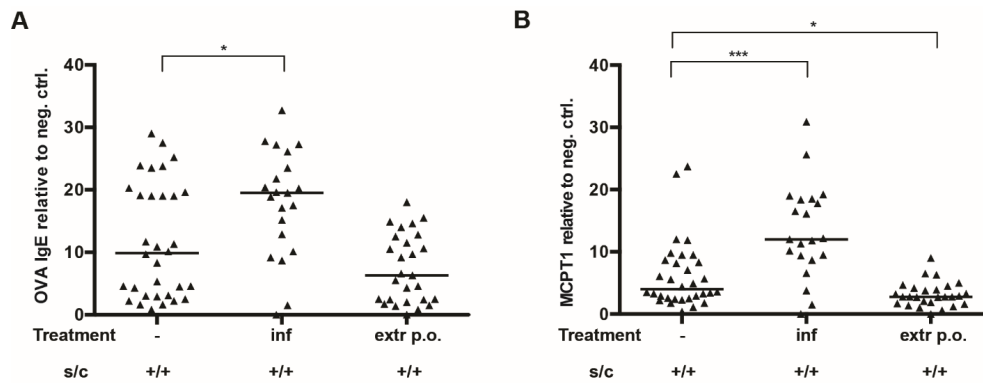 A
*
40
30
20
10
0
OVA IgE relative to neg. ctrl.
Treatment - inf extr p.o.
s/c +/+ +/+ +/+
B
*
***
40
30
20
10
0
MCPT1 relative to neg. ctrl.
Treatment - inf extr p.o.
s/c +/+ +/+ +/+